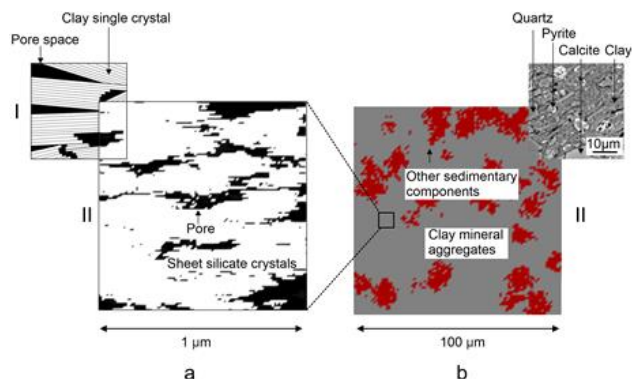 Clay single crystal
Pore space
I
II
Pore
Sheet silicate crystals
1 µm
a
Quartz
Pyrite
Calcite Clay
10µm
Other sedimentary
components
Clay mineral
aggregates
II
100 µm
b